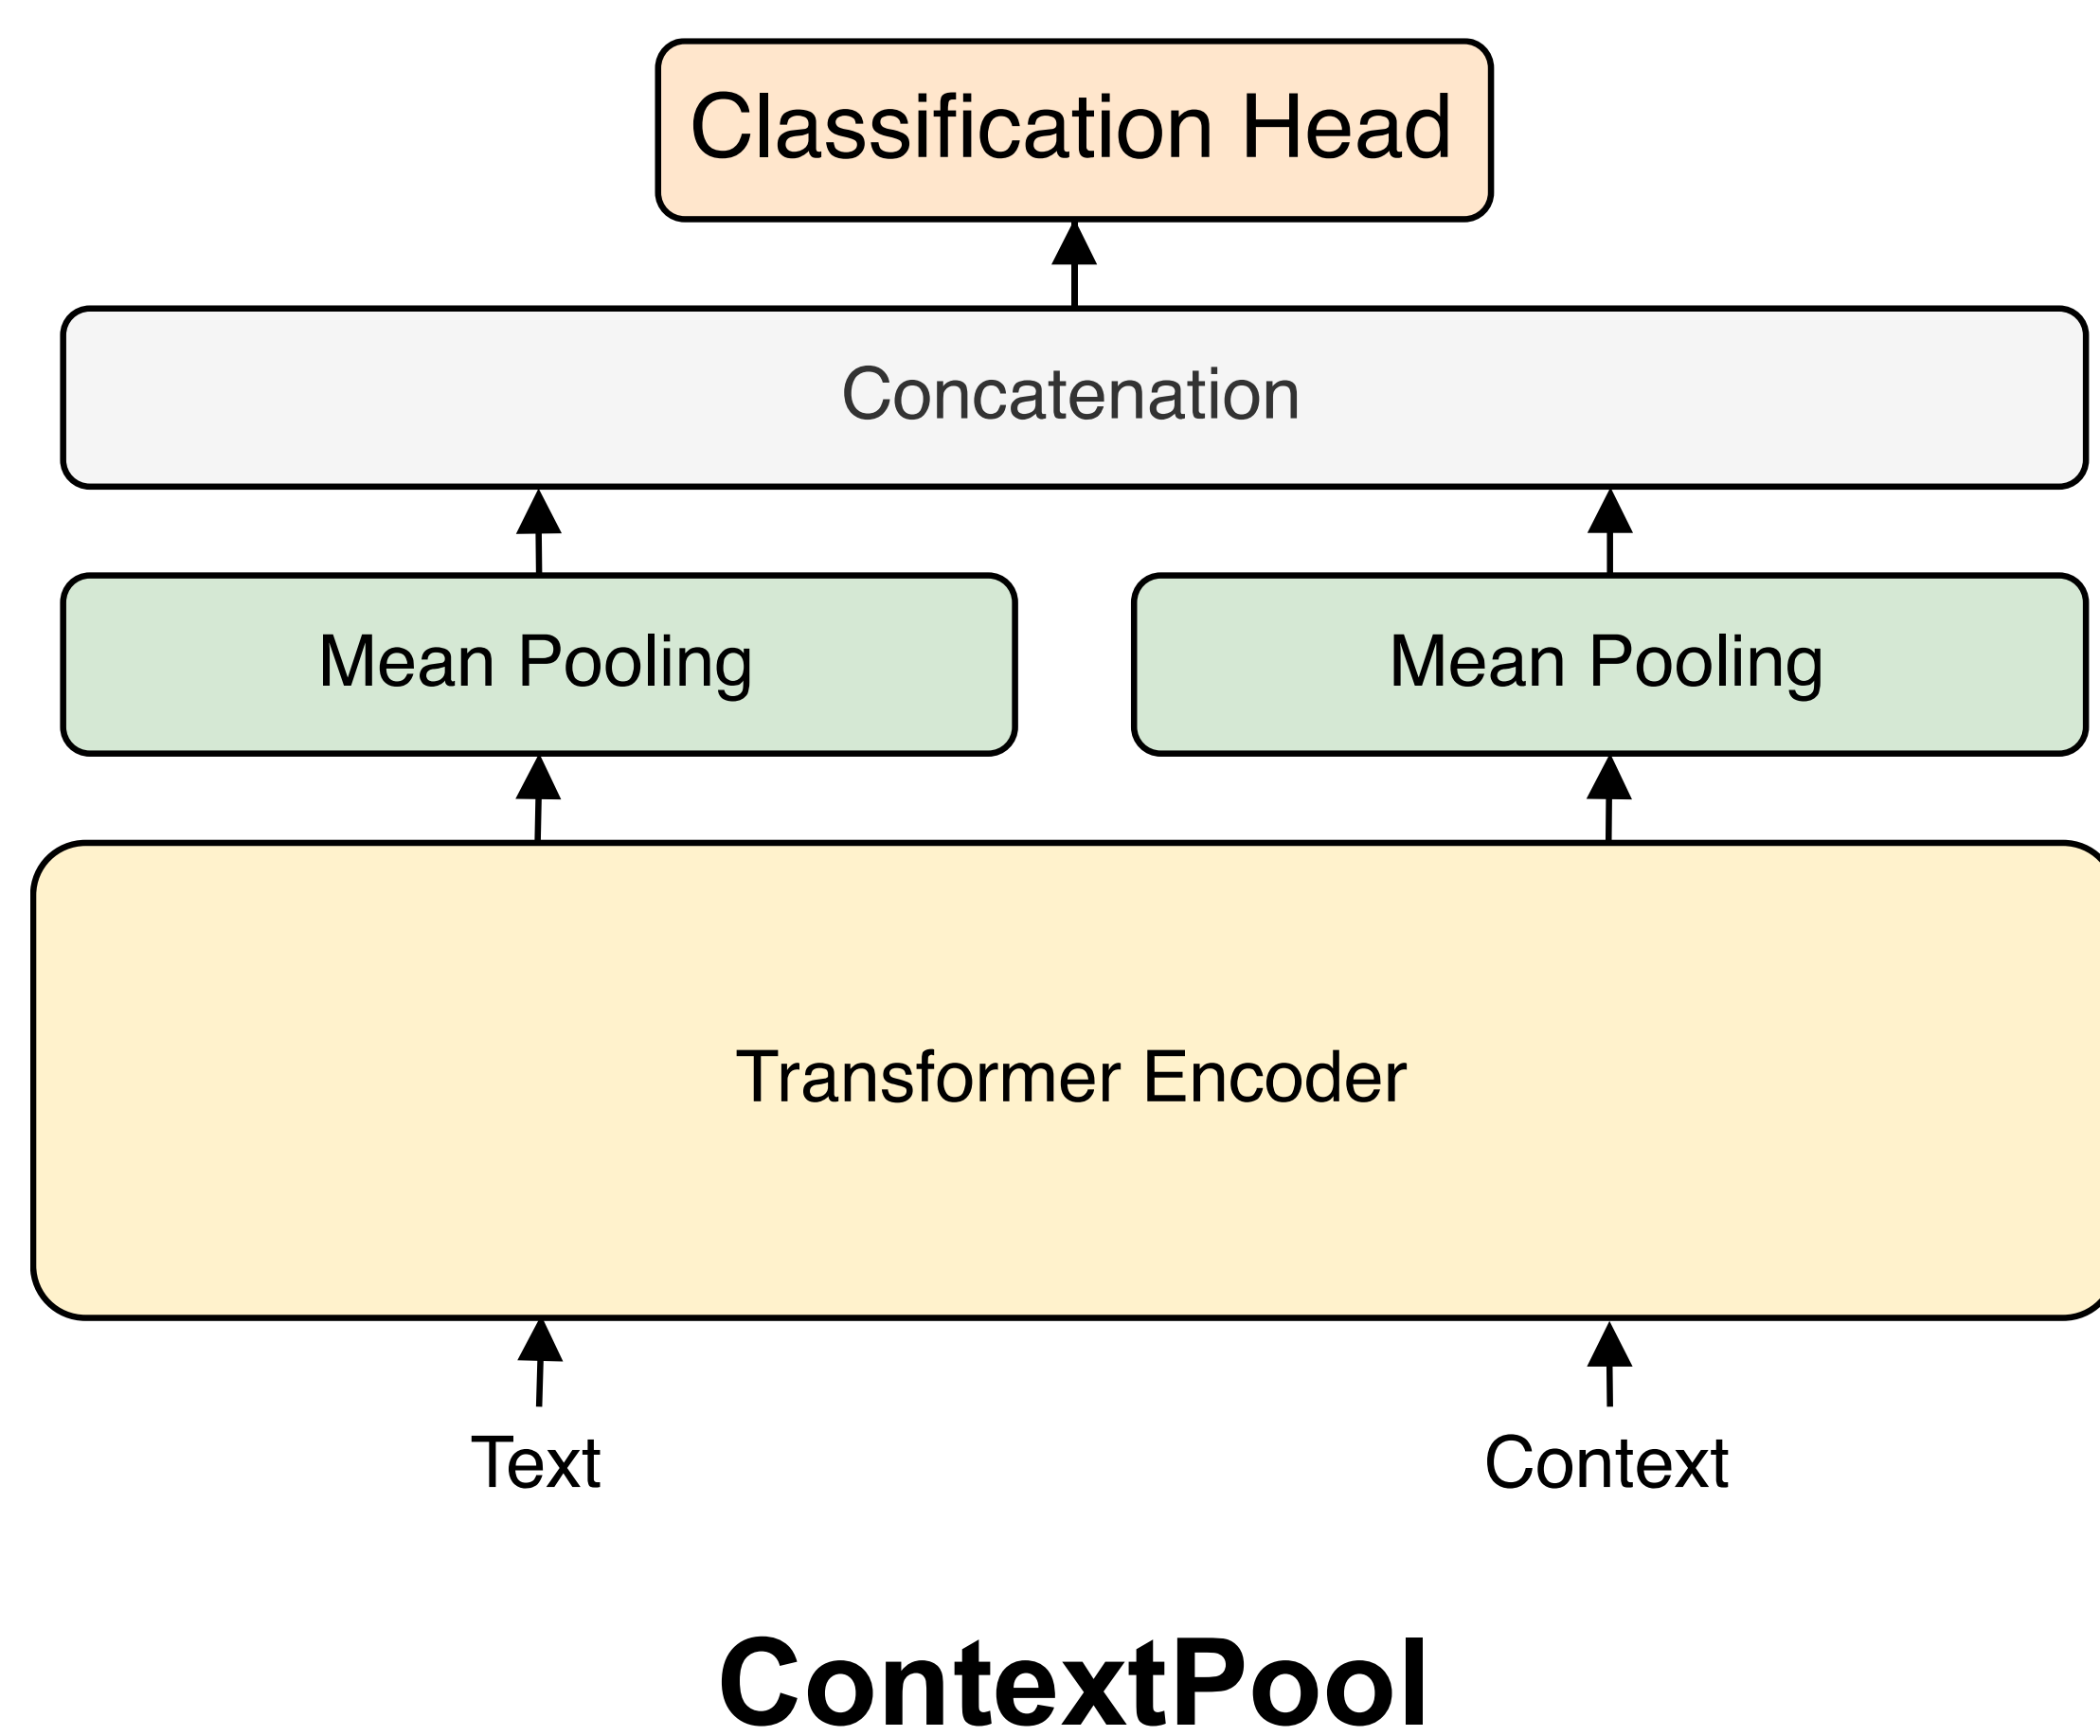 Classification Head
Concatenation
Mean Pooling
Mean Pooling
Transformer Encoder
Text
Context
ContextPool